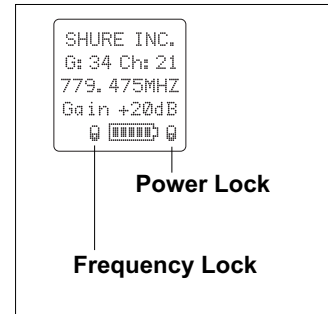 SHURE INC.
G: 34 Ch: 21
779.475MHZ
Gain +20dB
Power Lock
Frequency Lock